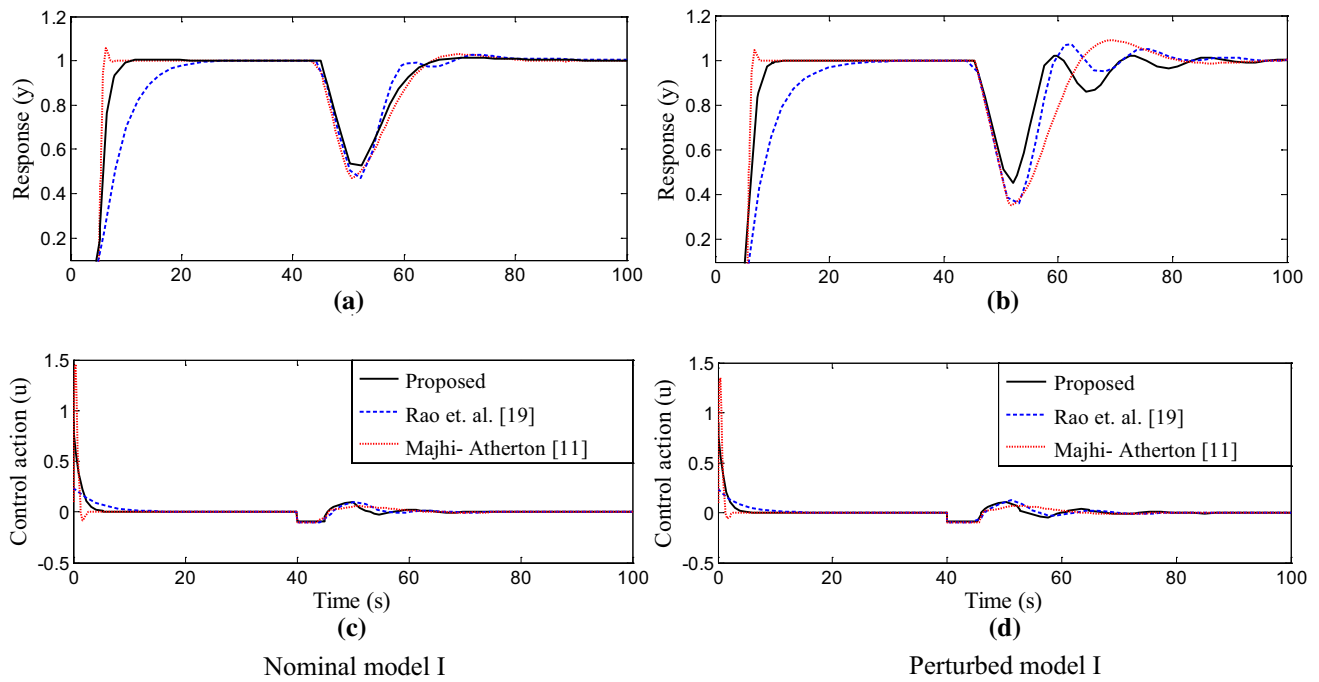 1.2
1
0.8
0.6
0.4
0.2
Response (y)
0 20 40 60 80 100
(a)
1.2
1
0.8
0.6
0.4
0.2
Response (y)
0 20 40 60 80 100
(b)
1.5
1
0.5
0
-0.5
Control action (u)
Proposed
Rao et. al. [19]
Majhi- Atherton [11]
0 20 40 60 80 100
Time (s)
(c)
Nominal model I
1.5
1
0.5
0
-0.5
Control action (u)
Proposed
Rao et. al. [19]
Majhi- Atherton [11]
0 20 40 60 80 100
Time (s)
(d)
Perturbed model I